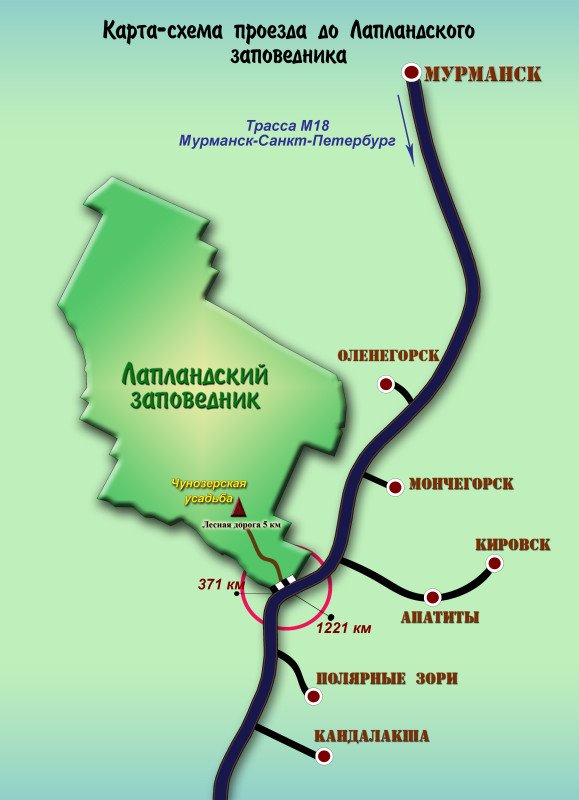 Карта-схема проезда до Лапландского
заповедника
МУРМАНСК
Трасса М18
Мурманск-Санкт-Петербург
ОЛЕНЕГОРСК
Лапландский
заповедник
МОНЧЕГОРСК
Чунозерская
усадьба
Лесная дорога 5 км
КИРОВСК
371 км
АПАТИТЫ
1221 км
ПОЛЯРНЫЕ ЗОРИ
КАНДАЛАКША